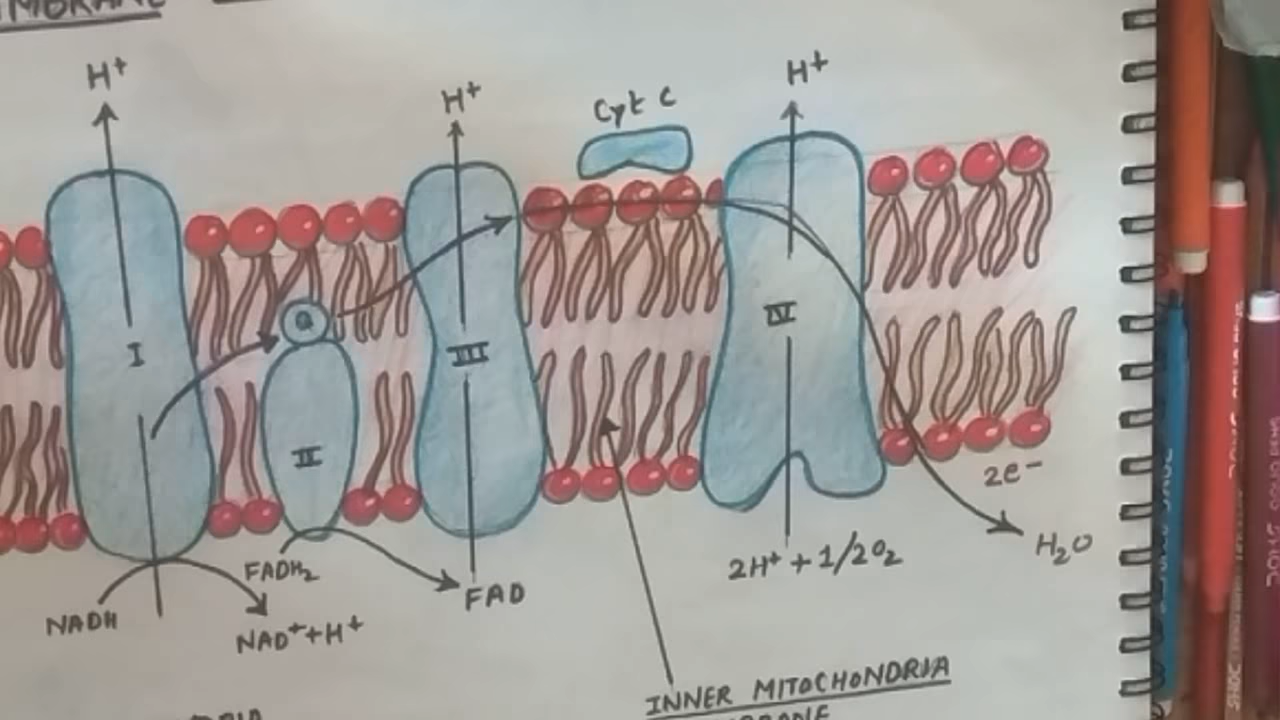 H+
H+
Cyt C
H+
Q
I
III
IV
II
2e-
FADH2
FAD
2H+ + 1/2O2
H2O
NADH
NAD+ + H+
INNER MITOCHONDRIA